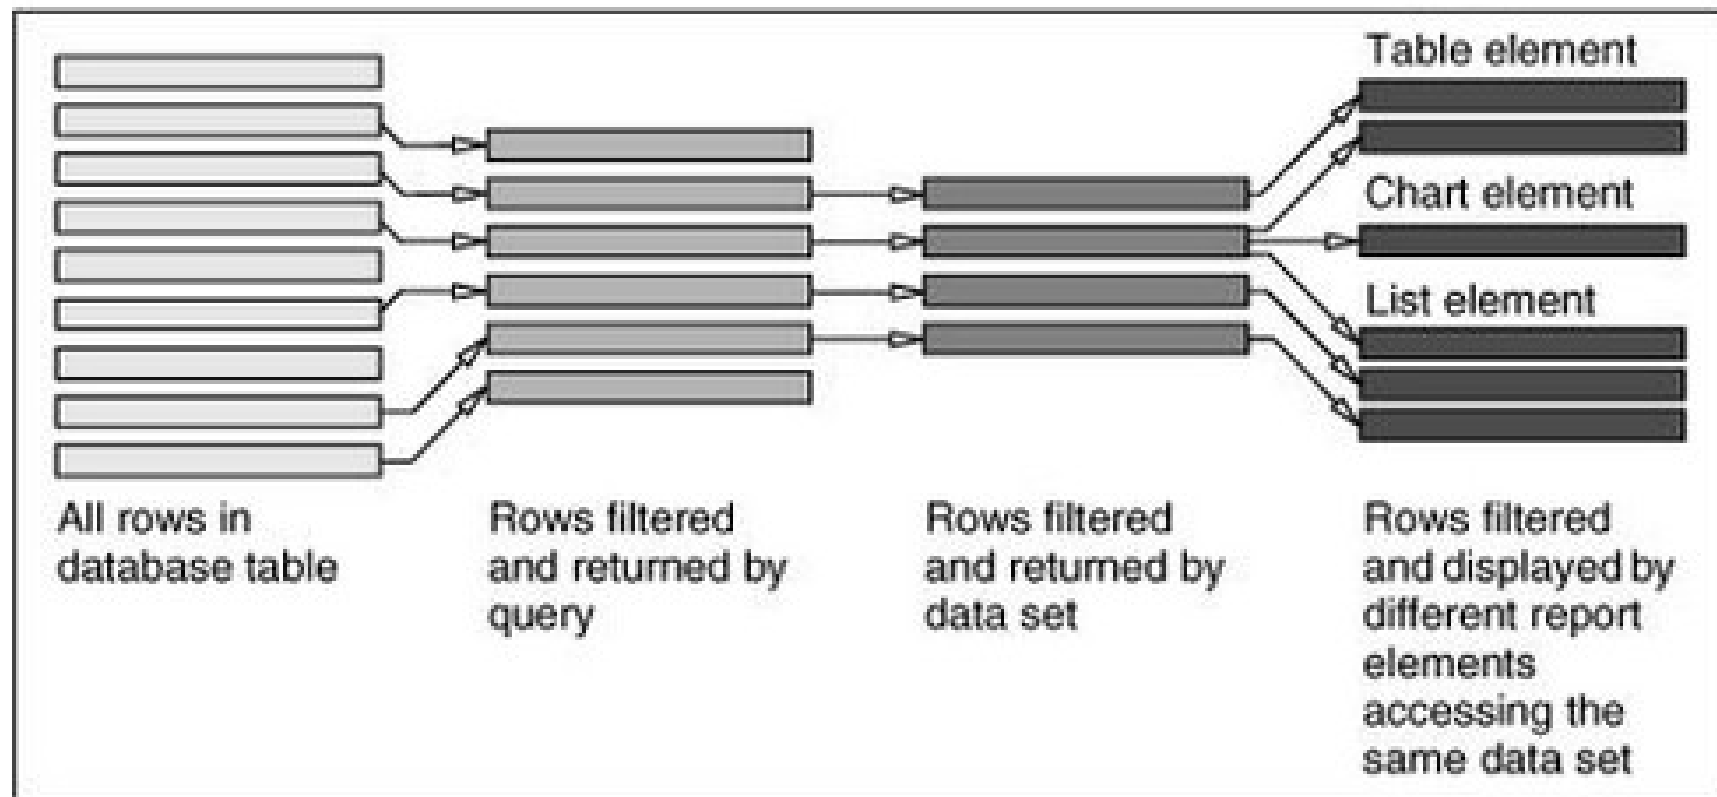 Table element
Chart element
List element
All rows in
database table
Rows filtered
and returned by
query
Rows filtered
and returned by
data set
Rows filtered
and displayed by
different report
elements
accessing the
same data set